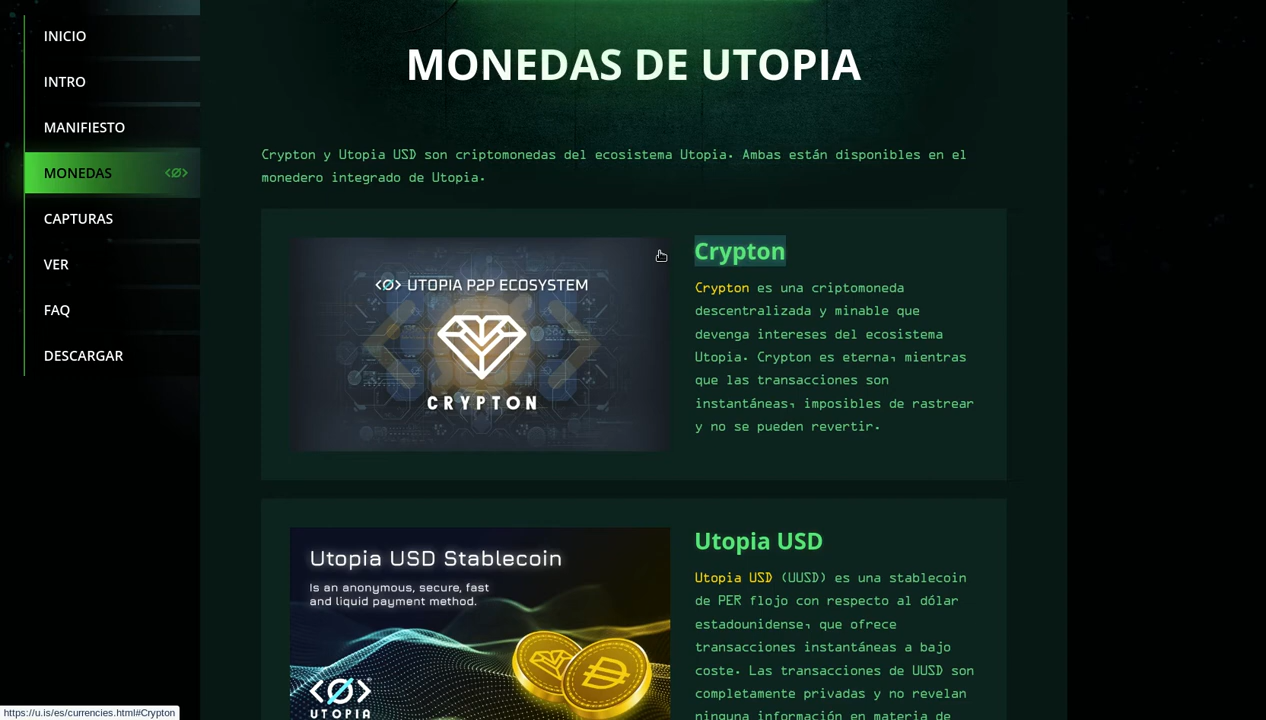 INICIO
INTRO
MANIFIESTO
MONEDAS
CAPTURAS
VER
FAQ
DESCARGAR
MONEDAS DE UTOPIA
Crypton y Utopia USD son criptomonedas del ecosistema Utopia. Ambas están disponibles en el
monedero integrado de Utopia.
UTOPIA P2P ECOSYSTEM
CRYPTON
Crypton
Crypton es una criptomoneda
descentralizada y minable que
devenga intereses del ecosistema
Utopia. Crypton es eterna, mientras
que las transacciones son
instantáneas, imposibles de rastrear
y no se pueden revertir.
Utopia USD Stablecoin
Is an anonymous, secure, fast
and liquid payment method.
UTOPIA
Utopia USD
Utopia USD (UUSD) es una stablecoin
de PER flojo con respecto al dólar
estadounidense, que ofrece
transacciones instantáneas a bajo
coste. Las transacciones de UUSD son
completamente privadas y no revelan
ninguna información en materia de
https://u.is/es/currencies.html#Crypton